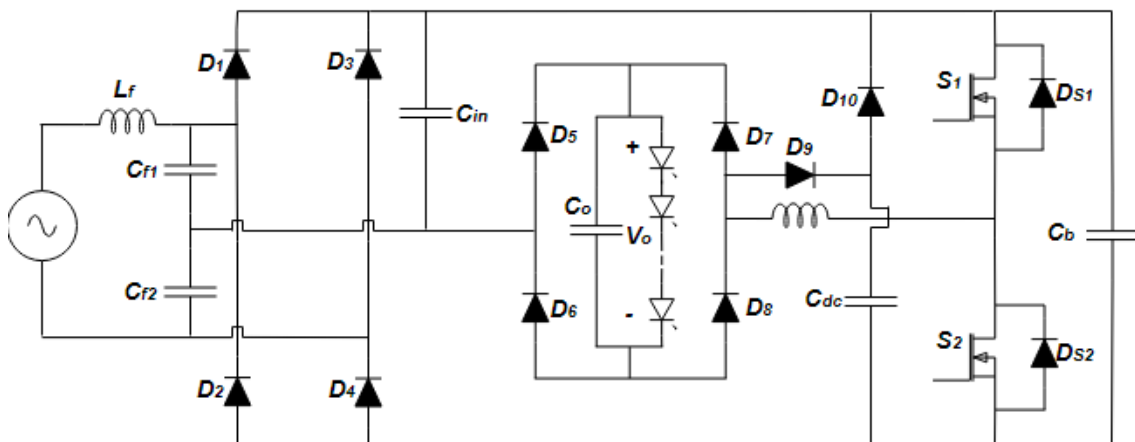 D1
D3
S1
Lf
D10
DS1
Cin
D5
+
D7
D9
Cf1
Co
Vo
Cb
Cf2
D6
-
D8
Cdc
S2
DS2
D2
D4